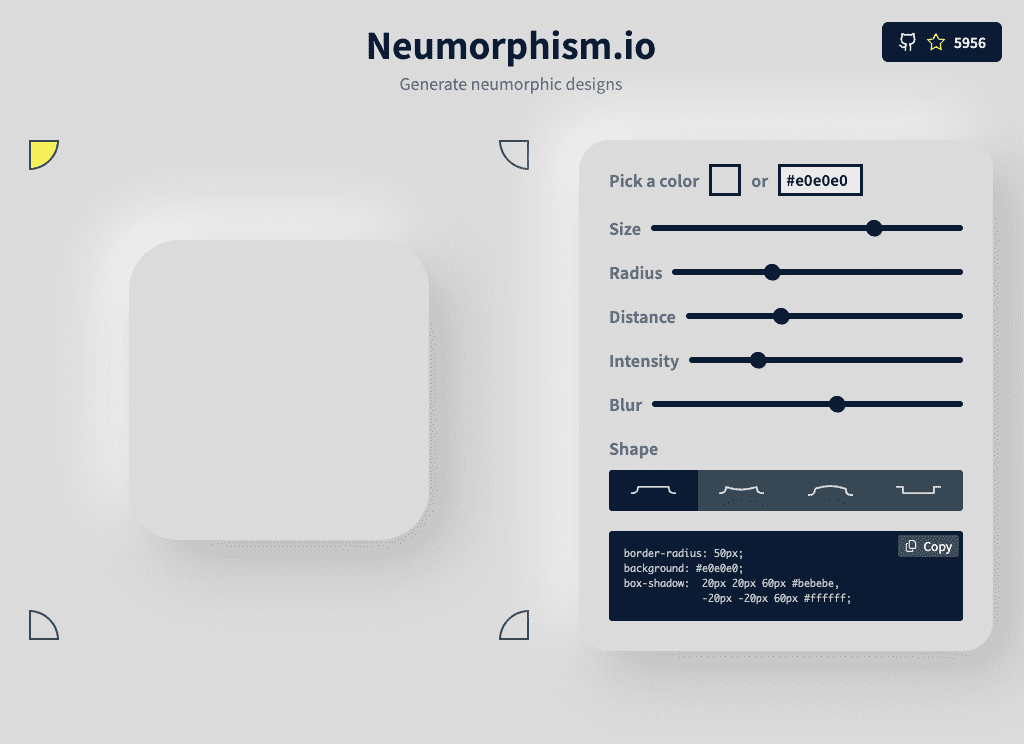 Neumorphism.io
5956
Generate neumorphic designs
Pick a color or #e0e0e0
Size
Radius
Distance
Intensity
Blur
Shape
Copy
border-radius: 50px;
background: #e0e0e0;
box-shadow:  20px 20px 60px #bebebe,
             -20px -20px 60px #ffffff;